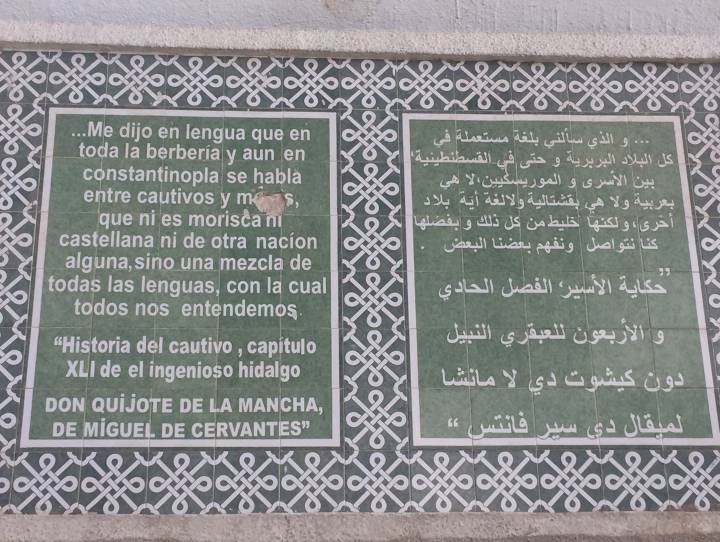 ...Me dijo en lengua que en
toda la berbería y aun en
constantinopla se habla
entre cautivos y
que ni es morisca ni
castellana ni de otra nacíon
alguna,sino una mezcla de
todas las lenguas, con la cual
todos nos entendemos
“Historia del cautivo , capítulo
XLI de el ingenioso hidalgo
DON QUIJOTE DE LA MANCHA,
DE MIGUEL DE CERVANTES”
... و الذي سألني بلغة مستعملة في
كل البلاد البربرية و حتى في القسطنطينية،
بين الأسرى و الموريسكيين،لا هي
بعربية ولا هي بقشتالية ولالغة أية بلاد
أخرى، ولكنها خليط من كل ذلك و بفضلها
كنا نتواصل ونفهم بعضنا البعض .
”حكاية الأسير، الفصل الحادي
و الأربعون للعبقري النبيل
دون كيشوت دي لا مانشا
لميقال دي سير فانتس “